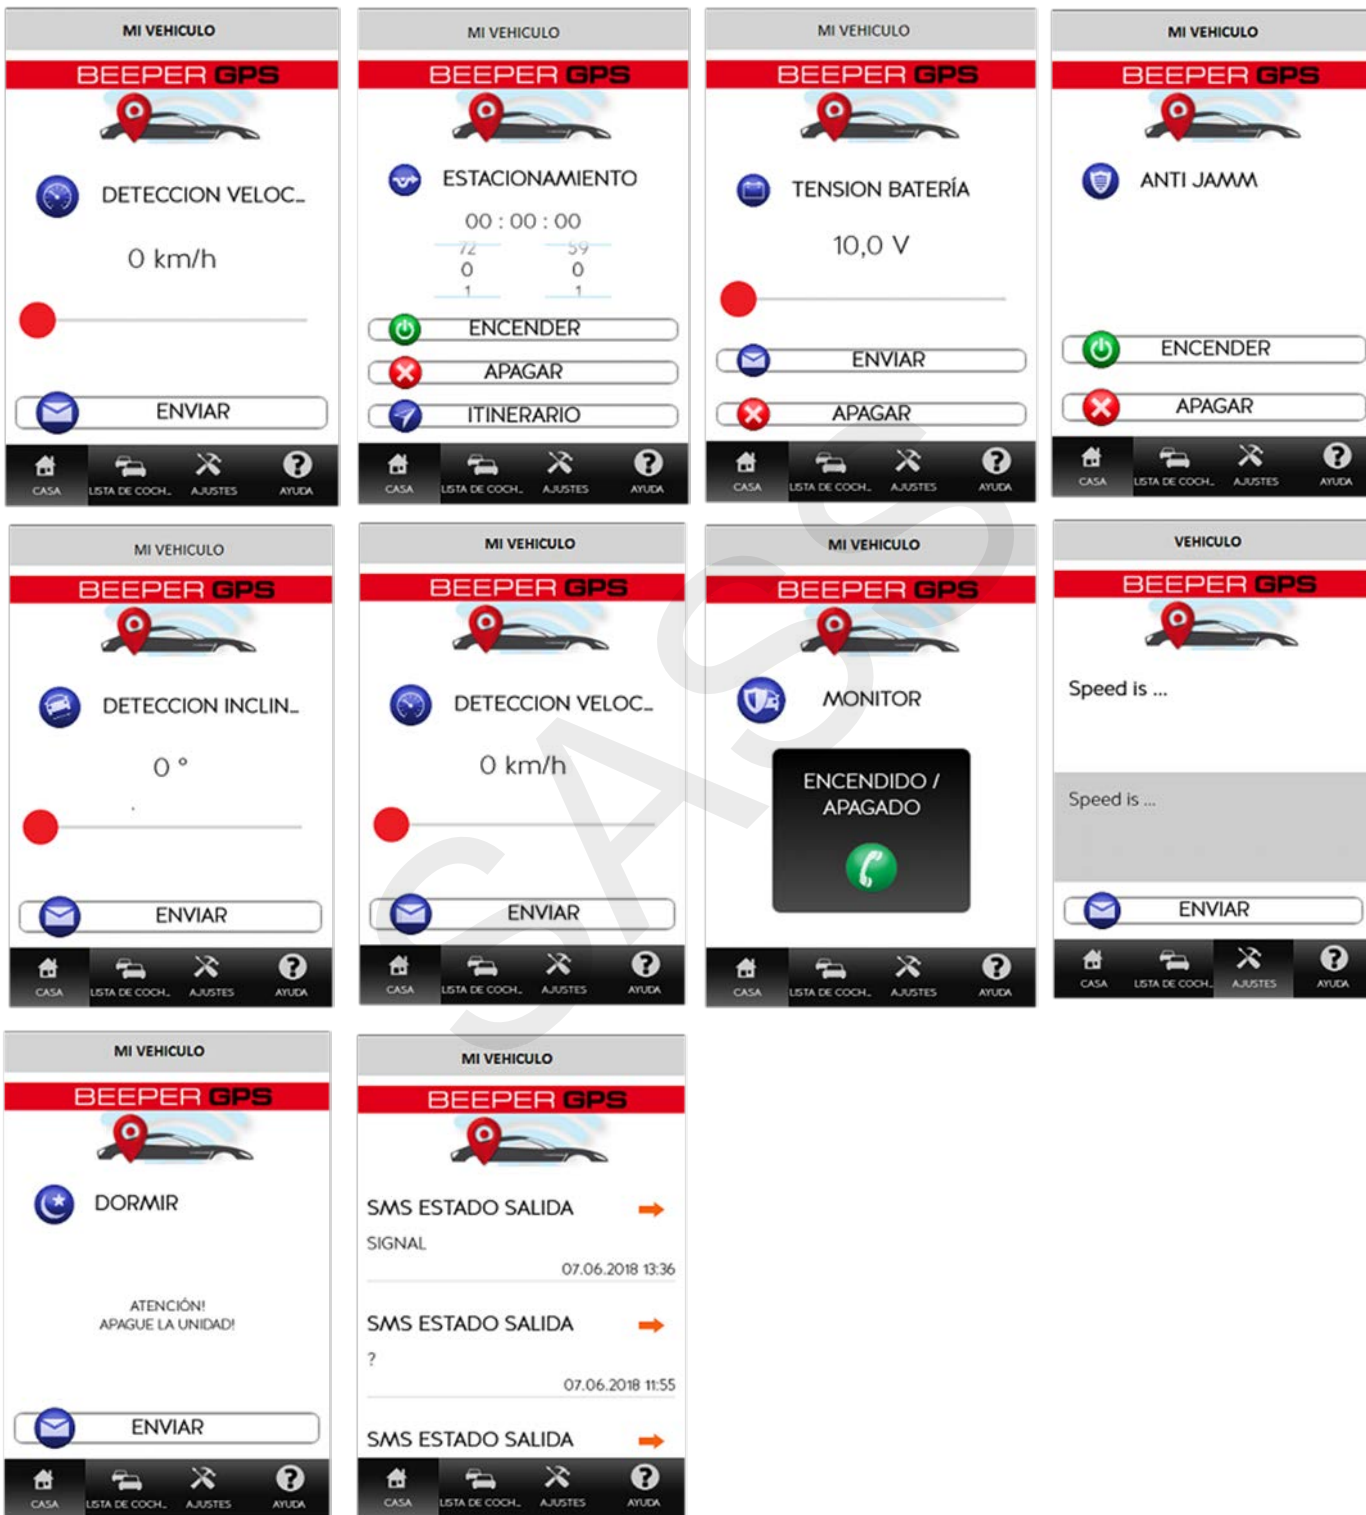 MI VEHICULO
BEEPER GPS
DETECCION VELOC...
0 km/h
ENVIAR
CASA LISTA DE COCH... AJUSTES AYUDA
MI VEHICULO
BEEPER GPS
ESTACIONAMIENTO
00 : 00 : 00
72 59
0 0
1 1
ENCENDER
APAGAR
ITINERARIO
CASA LISTA DE COCH... AJUSTES AYUDA
MI VEHICULO
BEEPER GPS
TENSION BATERÍA
10,0 V
ENVIAR
APAGAR
CASA LISTA DE COCH... AJUSTES AYUDA
MI VEHICULO
BEEPER GPS
ANTI JAMM
ENCENDER
APAGAR
CASA LISTA DE COCH... AJUSTES AYUDA
MI VEHICULO
BEEPER GPS
DETECCION INCLIN...
0 °
ENVIAR
CASA LISTA DE COCH... AJUSTES AYUDA
MI VEHICULO
BEEPER GPS
DETECCION VELOC...
0 km/h
ENVIAR
CASA LISTA DE COCH... AJUSTES AYUDA
MI VEHICULO
BEEPER GPS
MONITOR
ENCENDIDO /
APAGADO
CASA LISTA DE COCH... AJUSTES AYUDA
VEHICULO
BEEPER GPS
Speed is ...
Speed is ...
ENVIAR
CASA LISTA DE COCH... AJUSTES AYUDA
MI VEHICULO
BEEPER GPS
DORMIR
ATENCIÓN!
APAGUE LA UNIDAD!
ENVIAR
CASA LISTA DE COCH... AJUSTES AYUDA
MI VEHICULO
BEEPER GPS
SMS ESTADO SALIDA
SIGNAL
07.06.2018 13:36
SMS ESTADO SALIDA
?
07.06.2018 11:55
SMS ESTADO SALIDA
CASA LISTA DE COCH... AJUSTES AYUDA
SASS